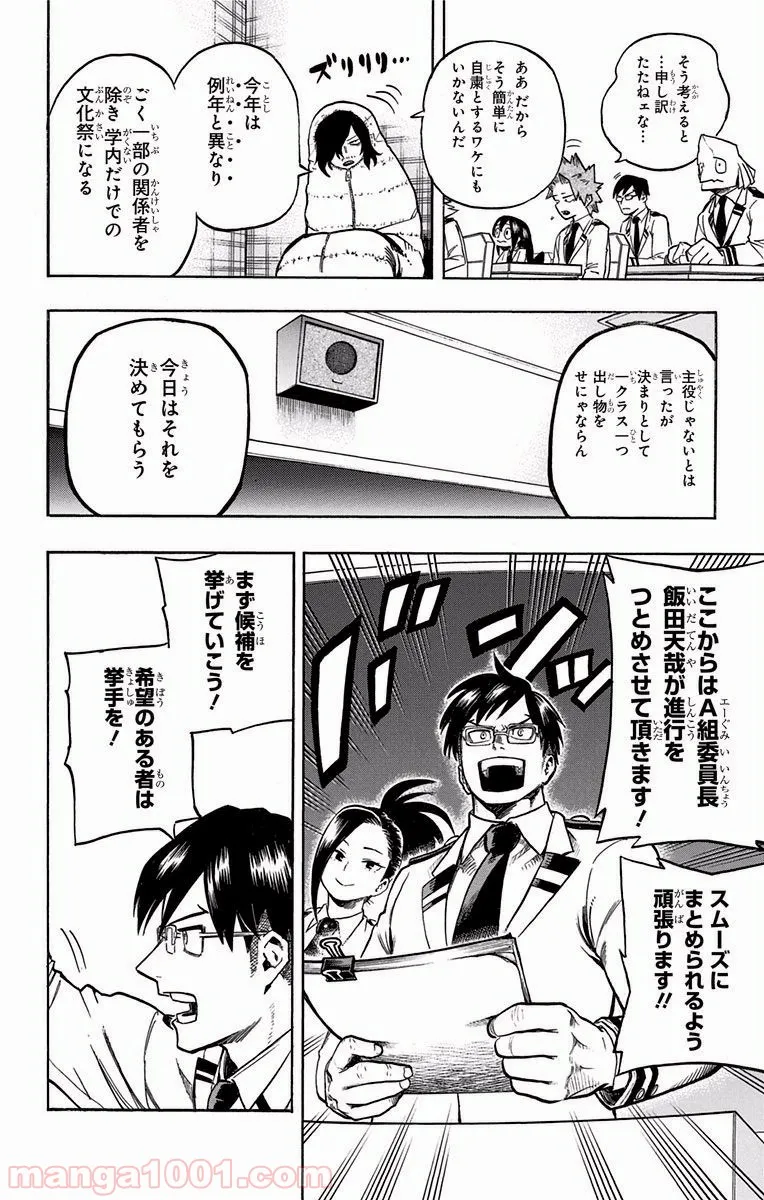 そう考えると
…申し訳
たたねェな…
ああ だから
そう簡単に
自粛とするワケにも
いかないんだ
ズリリリ…
今年は
例年と異なり
ごく一部の関係者を
除き 学内だけでの
文化祭になる
主役じゃないとは
言ったが
決まりとして
一クラス一つ
出し物を
せにゃならん
今日はそれを
決めてもらう
ここからはA組委員長
飯田天哉が進行を
つとめさせて頂きます!
スムーズに
まとめられるよう
頑張ります!!
バン
まず候補を
挙げていこう!
希望のある者は
挙手を!
manga1001.com